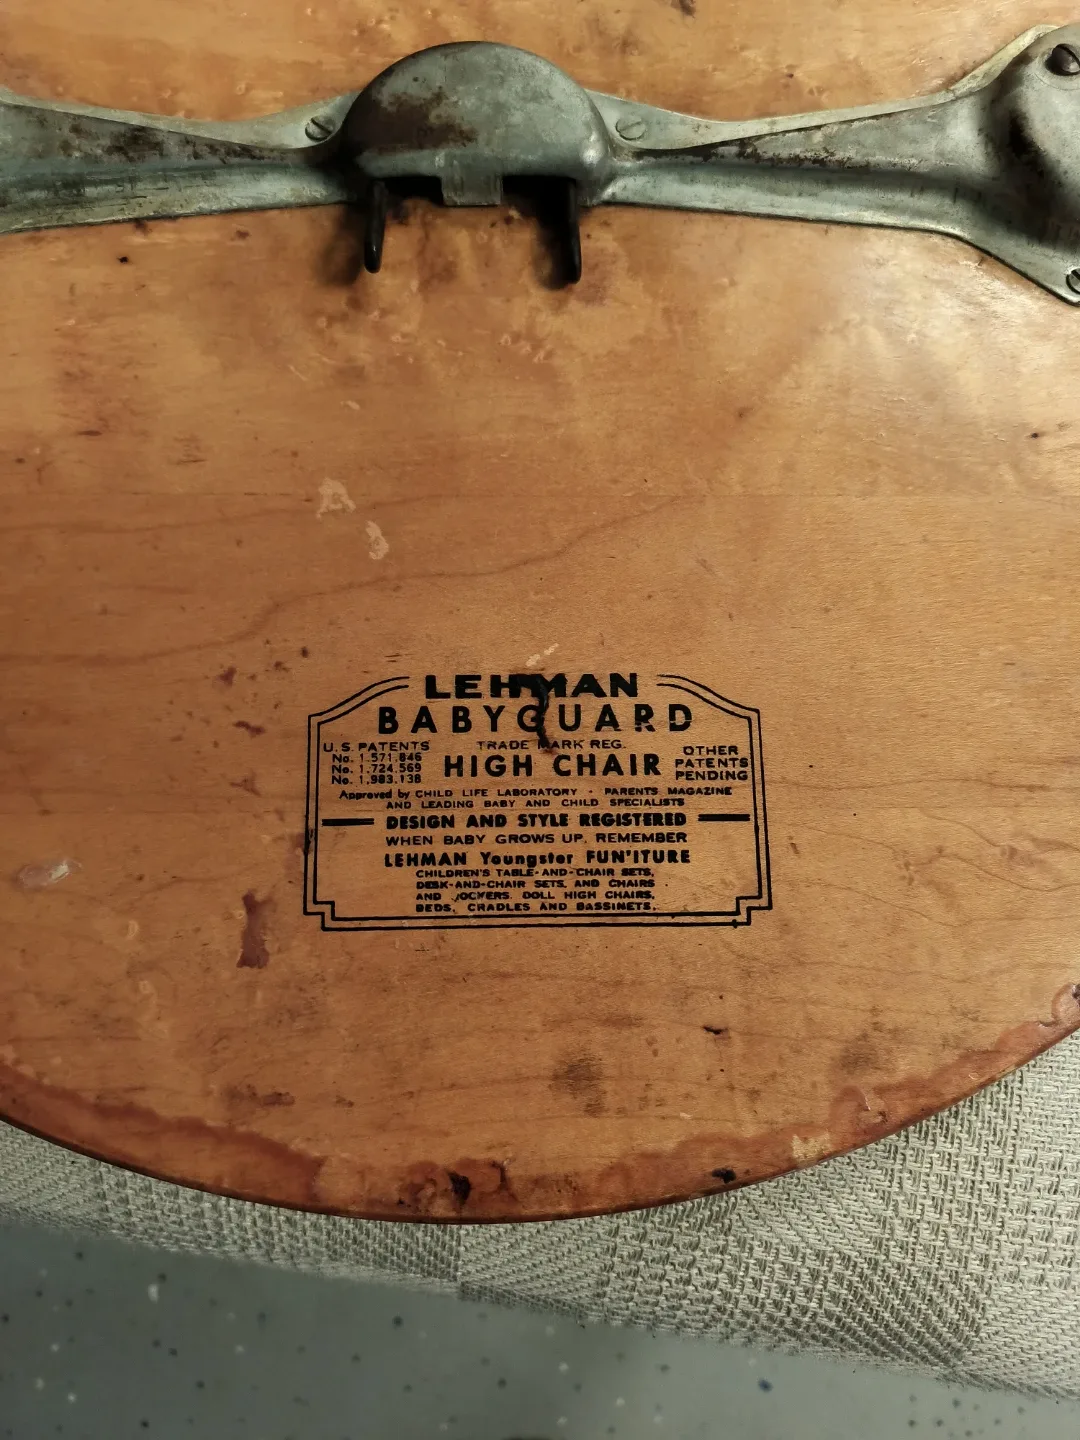 LEHMAN
BABYGUARD
TRADE MARK REG.
HIGH CHAIR
U.S. PATENTS
No. 1,571,846
No. 1,724,569
No. 1,983,138
OTHER
PATENTS
PENDING
Approved by CHILD LIFE LABORATORY - PARENTS MAGAZINE
AND LEADING BABY AND CHILD SPECIALISTS
DESIGN AND STYLE REGISTERED
WHEN BABY GROWS UP, REMEMBER
LEHMAN Youngster FUN'ITURE
CHILDREN'S TABLE-AND-CHAIR SETS,
DESK-AND-CHAIR SETS, AND CHAIRS
AND ROCKERS. DOLL HIGH CHAIRS,
BEDS, CRADLES AND BASSINETS.